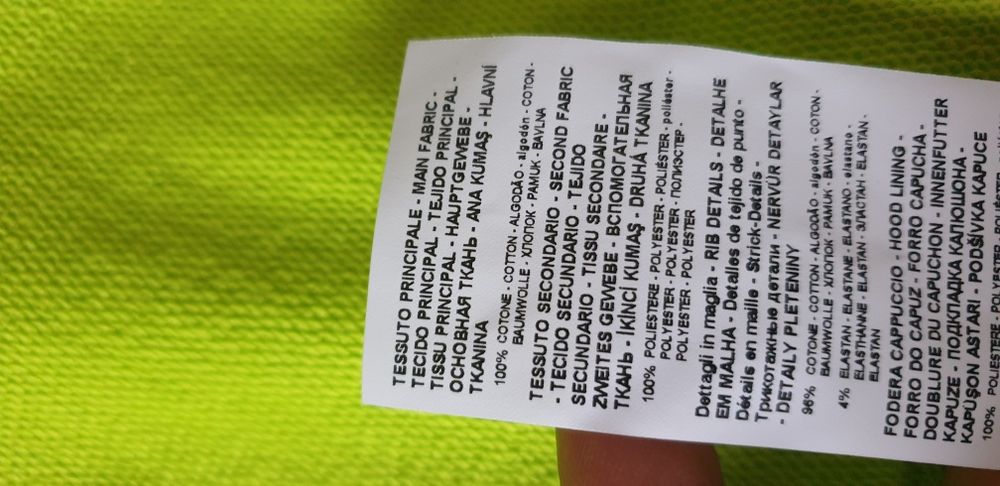 TESSUTO PRINCIPALE - MAIN FABRIC -
TECIDO PRINCIPAL - TEJIDO PRINCIPAL -
TISSU PRINCIPAL - HAUPTGEWEBE -
ОСНОВНАЯ ТКАНЬ - ANA KUMAŞ - HLAVNÍ
TKANINA
100% COTONE - COTTON - ALGODÃO - algodón - COTON -
BAUMWOLLE - ХЛОПОК - PAMUK - BAVLNA
TESSUTO SECONDARIO - SECOND FABRIC
- TECIDO SECUNDARIO - TEJIDO
SECUNDARIO - TISSU SECONDAIRE -
ZWEITES GEWEBE - ВСПОМОГАТЕЛЬНАЯ
ТКАНЬ - İKİNCİ KUMAŞ - DRUHÁ TKANINA
100% POLIESTERE - POLYESTER - POLIÉSTER - poliéster -
POLYESTER - POLYESTER - ПОЛИЭСТЕР -
POLYESTER - POLYESTER
Dettagli in maglia - RIB DETAILS - DETALHE
EM MALHA - Detalles de tejido de punto -
Détails en maille - Strick-Details -
Трикотажные детали - NERVÜR DETAYLAR
- DETAILY PLETENINY
96% COTONE - COTTON - ALGODÃO - algodón - COTON -
BAUMWOLLE - ХЛОПОК - PAMUK - BAVLNA
4% ELASTAN - ELASTANE - ELASTANO - elastano -
ELASTHANNE - ELASTAN - ЭЛАСТАН - ELASTAN -
ELASTAN
FODERA CAPPUCCIO - HOOD LINING -
FORRO DO CAPUZ - FORRO CAPUCHA -
DOUBLURE DU CAPUCHON - INNENFUTTER
KAPUZE - ПОДКЛАДКА КАПЮШОНА -
KAPÜŞON ASTARI - PODŠÍVKA KAPUCE
100% POLIESTERE - POLYESTER